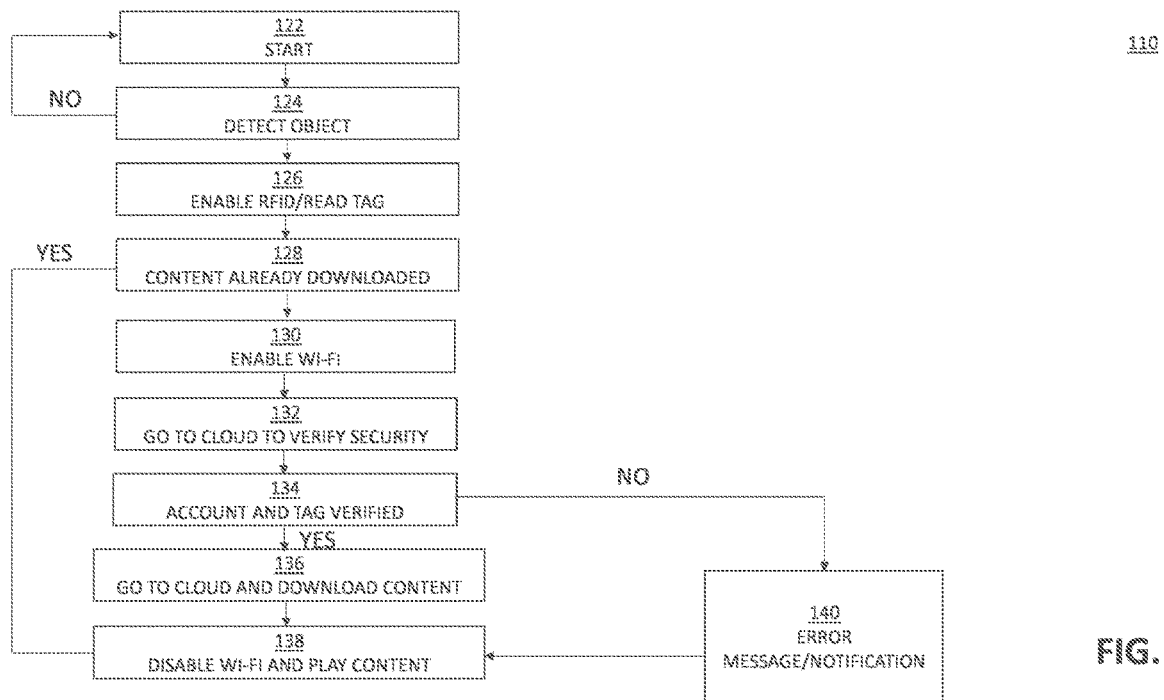 122
START
110
NO
124
DETECT OBJECT
126
ENABLE RFID/READ TAG
YES
128
CONTENT ALREADY DOWNLOADED
130
ENABLE WI-FI
132
GO TO CLOUD TO VERIFY SECURITY
134
ACCOUNT AND TAG VERIFIED
NO
YES
136
GO TO CLOUD AND DOWNLOAD CONTENT
138
DISABLE WI-FI AND PLAY CONTENT
140
ERROR
MESSAGE/NOTIFICATION
FIG.